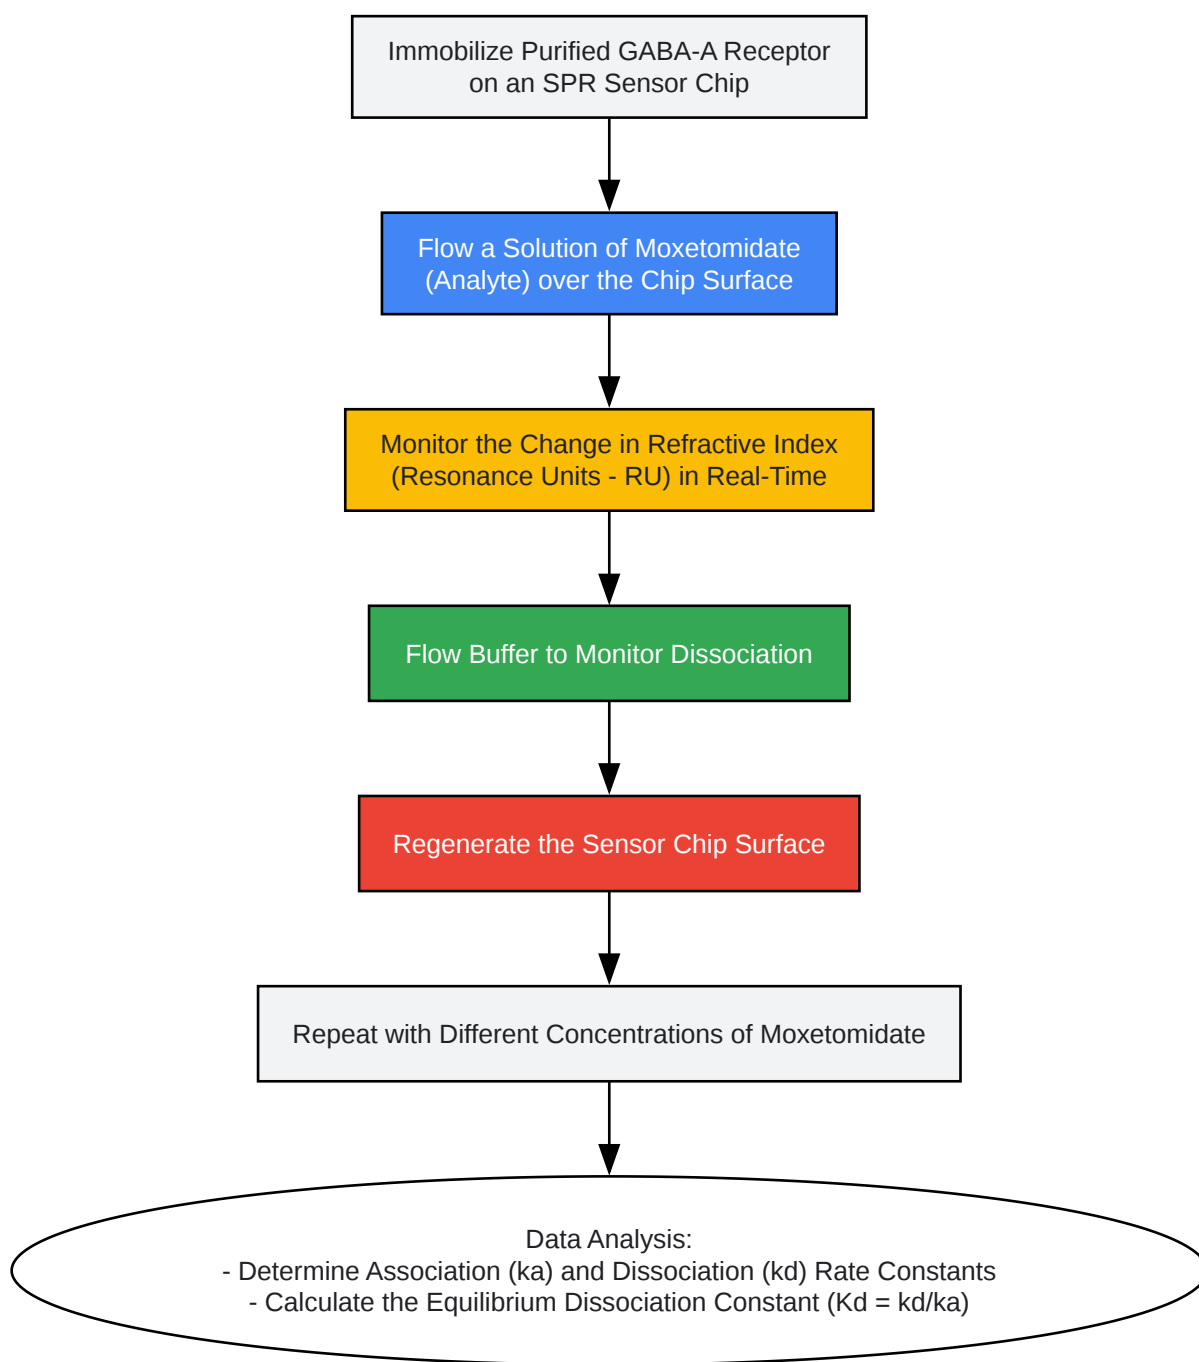 Immobilize Purified GABA-A Receptor
on an SPR Sensor Chip
Flow a Solution of Moxetomidate
(Analyte) over the Chip Surface
Monitor the Change in Refractive Index
(Resonance Units - RU) in Real-Time
Flow Buffer to Monitor Dissociation
Regenerate the Sensor Chip Surface
Repeat with Different Concentrations of Moxetomidate
Data Analysis:
- Determine Association (ka) and Dissociation (kd) Rate Constants
- Calculate the Equilibrium Dissociation Constant (Kd = kd/ka)